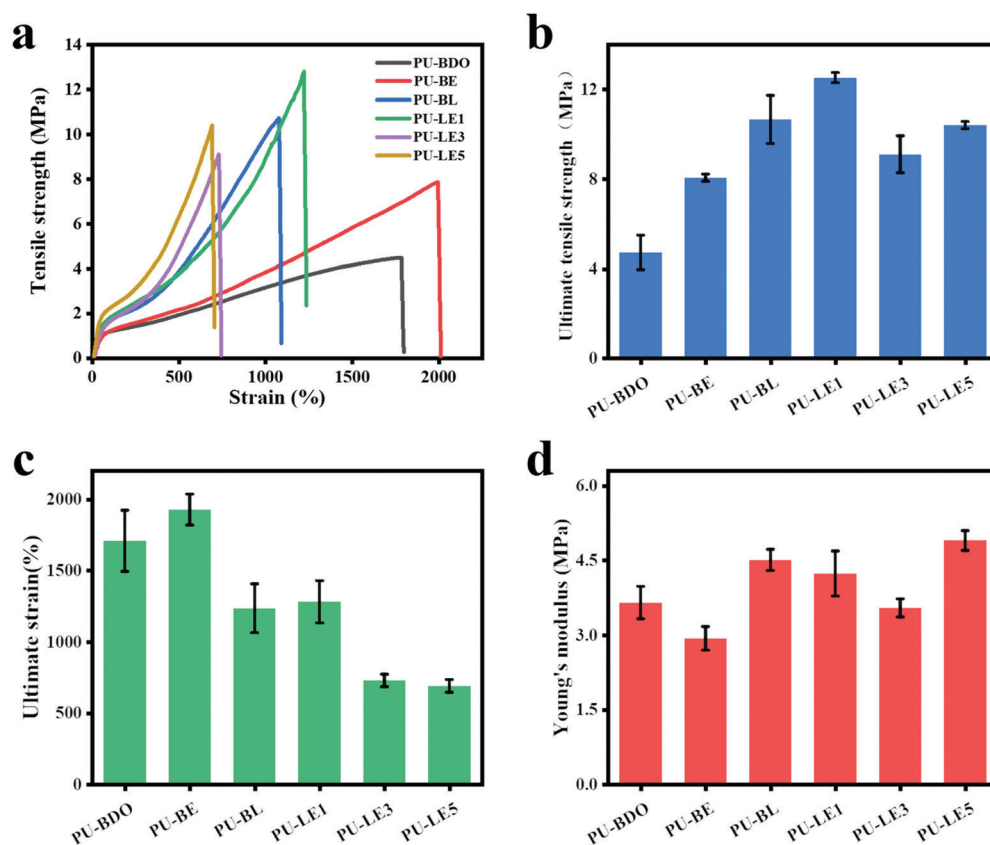 a
14
12
10
8
6
4
2
0
Tensile strength (MPa)
PU-BDO
PU-BE
PU-BL
PU-LE1
PU-LE3
PU-LE5
0 500 1000 1500 2000
Strain (%)
b
12
8
4
0
Ultimate tensile strength（MPa)
PU-BDO PU-BE PU-BL PU-LE1 PU-LE3 PU-LE5
c
2000
1500
1000
500
0
Ultimate strain(%)
PU-BDO PU-BE PU-BL PU-LE1 PU-LE3 PU-LE5
d
6.0
4.5
3.0
1.5
0.0
Young's modulus (MPa)
PU-BDO PU-BE PU-BL PU-LE1 PU-LE3 PU-LE5